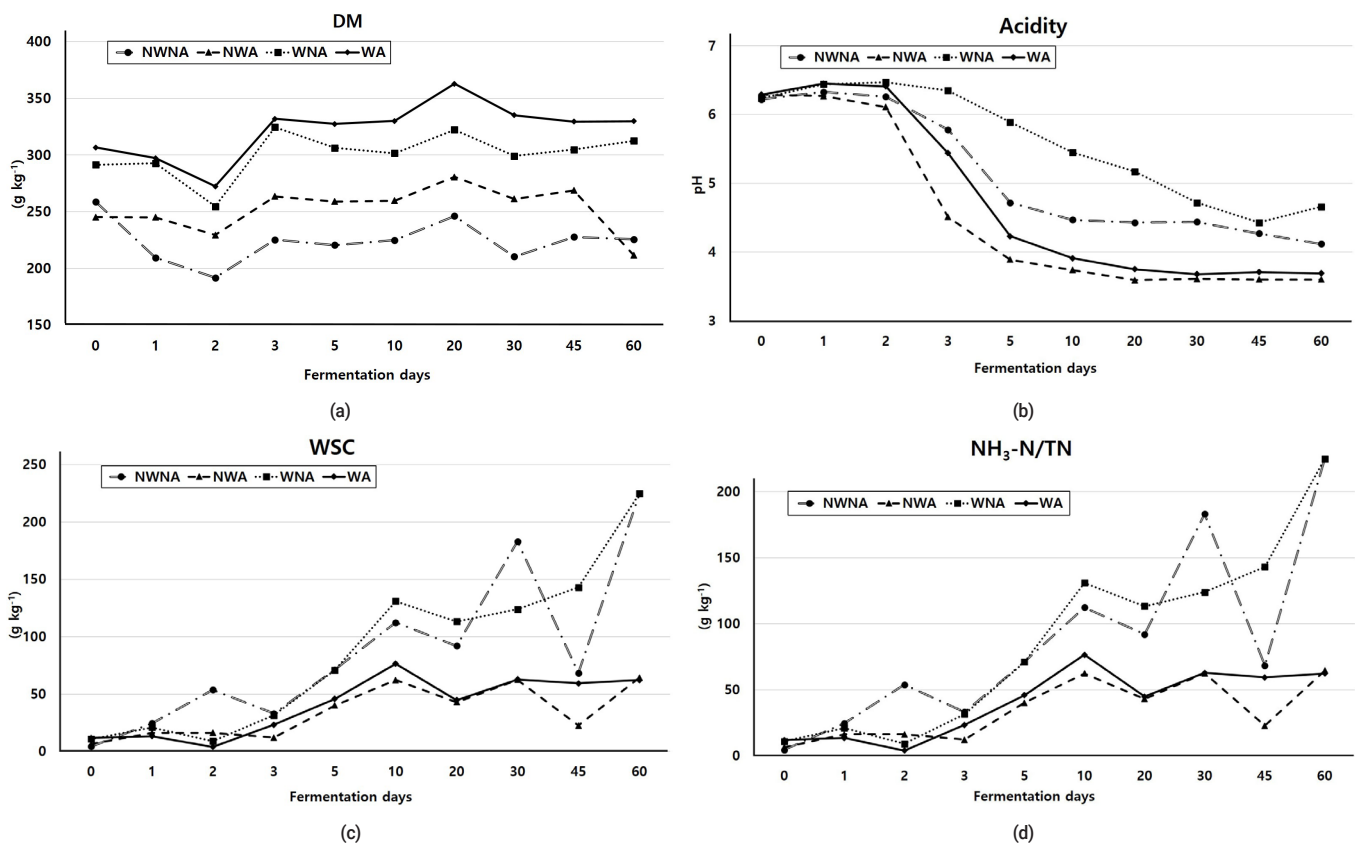 DM
NWNA NWA WNA WA
400
350
300
250
200
150
(g kg-1)
0 1 2 3 5 10 20 30 45 60
Fermentation days
(a)
Acidity
NWNA NWA WNA WA
7
6
5
4
3
pH
0 1 2 3 5 10 20 30 45 60
Fermentation days
(b)
WSC
NWNA NWA WNA WA
250
200
150
100
50
0
(g kg-1)
0 1 2 3 5 10 20 30 45 60
Fermentation days
(c)
NH3-N/TN
NWNA NWA WNA WA
200
150
100
50
0
(g kg-1)
0 1 2 3 5 10 20 30 45 60
Fermentation days
(d)